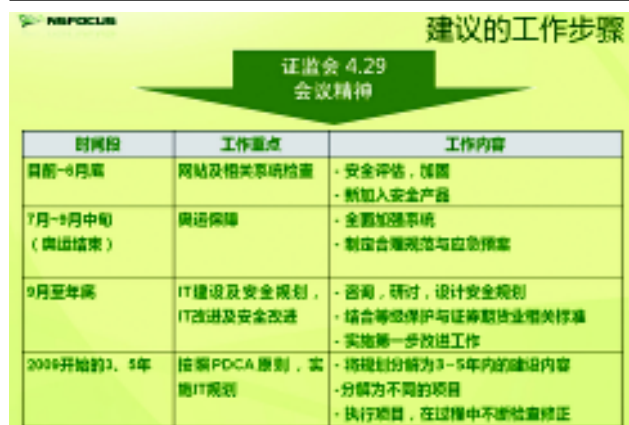 NSFOCUS
建议的工作步骤
证监会 4.29
会议精神
时间段 工作重点 工作内容
目前-6月底 网站及相关系统检查 - 安全评估，加固
- 新加入安全产品
7月-9月中旬 奥运保障 - 全面加强系统
（奥运结束） - 制定合规规范与应急预案
9月至年底 IT建设及安全规划， - 咨询，研讨，设计安全规划
IT改进及安全改进 - 结合等级保护与证券期货业相关标准
- 实施第一步改进工作
2009开始的3、5年 按照PDCA原则，实 - 将规划分解为3-5年内的建设内容
施IT规划 -分解为不同的项目
- 执行项目，在过程中不断检查修正